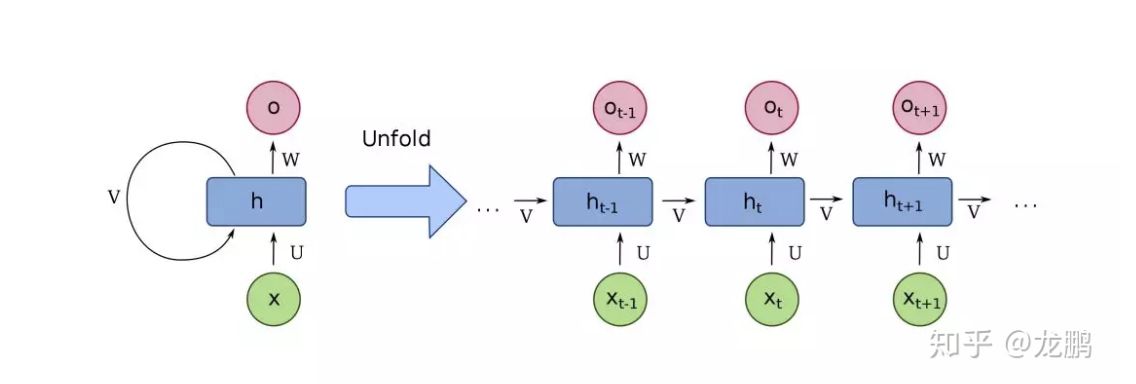 Unfold
o
o_{t-1}
o_t
o_{t+1}
W
W
W
W
V
h
...
V
h_{t-1}
V
h_t
V
h_{t+1}
V
...
U
U
U
U
x
x_{t-1}
x_t
x_{t+1}
知乎 @龙鹏